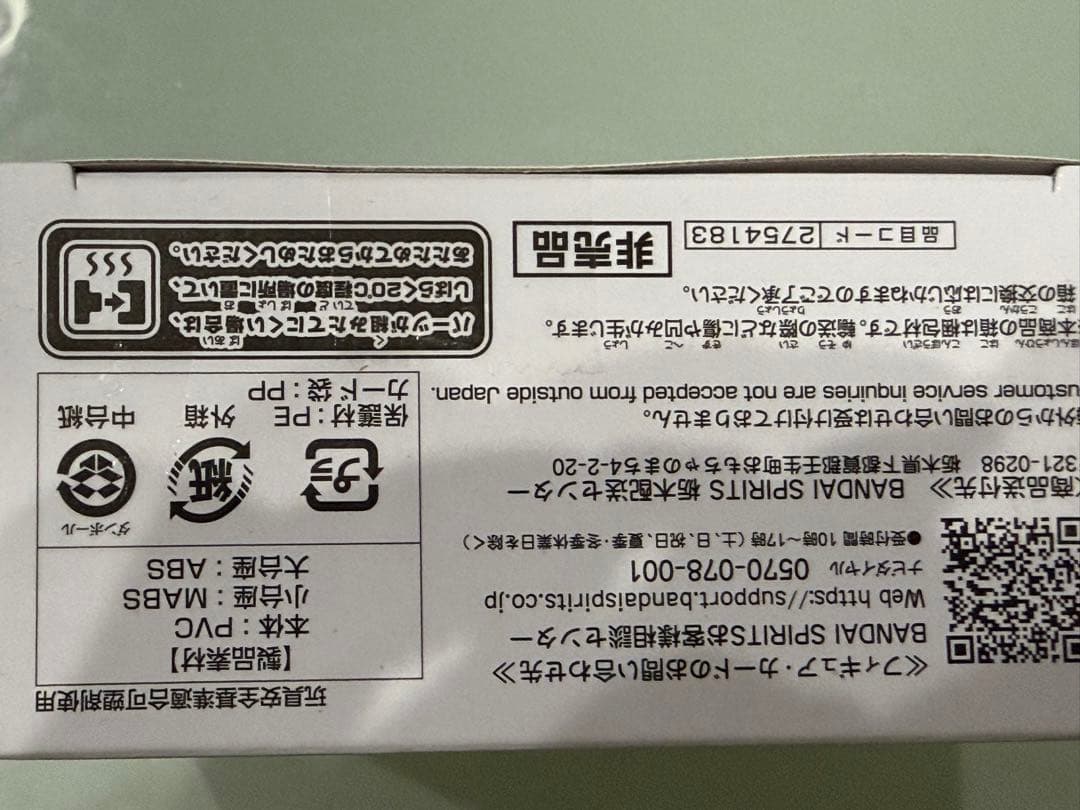 玩具安全基準適合可塑剤使用
【製品素材】
本体：PVC
小台座：MABS
大台座：ABS
ダンボール
プラ
紙
保護材：PE
外箱
中台紙
カード袋：PP
パーツが組みたてにくい場合は、
しばらく20℃程度の場所に置いて、
あたためてからおためしください。
≪フィギュア・カードのお問い合わせ先≫
BANDAI SPIRITSお客様相談センター
Web https://support.bandaispirits.co.jp
ナビダイヤル 0570-078-001
●受付時間 10時～17時（土、日、祝日、夏季・冬季休業日を除く）
商品送付先≫ BANDAI SPIRITS 栃木配送センター
321-0298 栃木県下都賀郡壬生町おもちゃのまち4-2-20
外からのお問い合わせは受け付けておりません。
ustomer service inquiries are not accepted from outside Japan.
本商品の箱は梱包材です。輸送の際などに傷や凹みが生じます。
箱の交換には応じかねますのでご了承ください。
品目コード 2754183
非売品